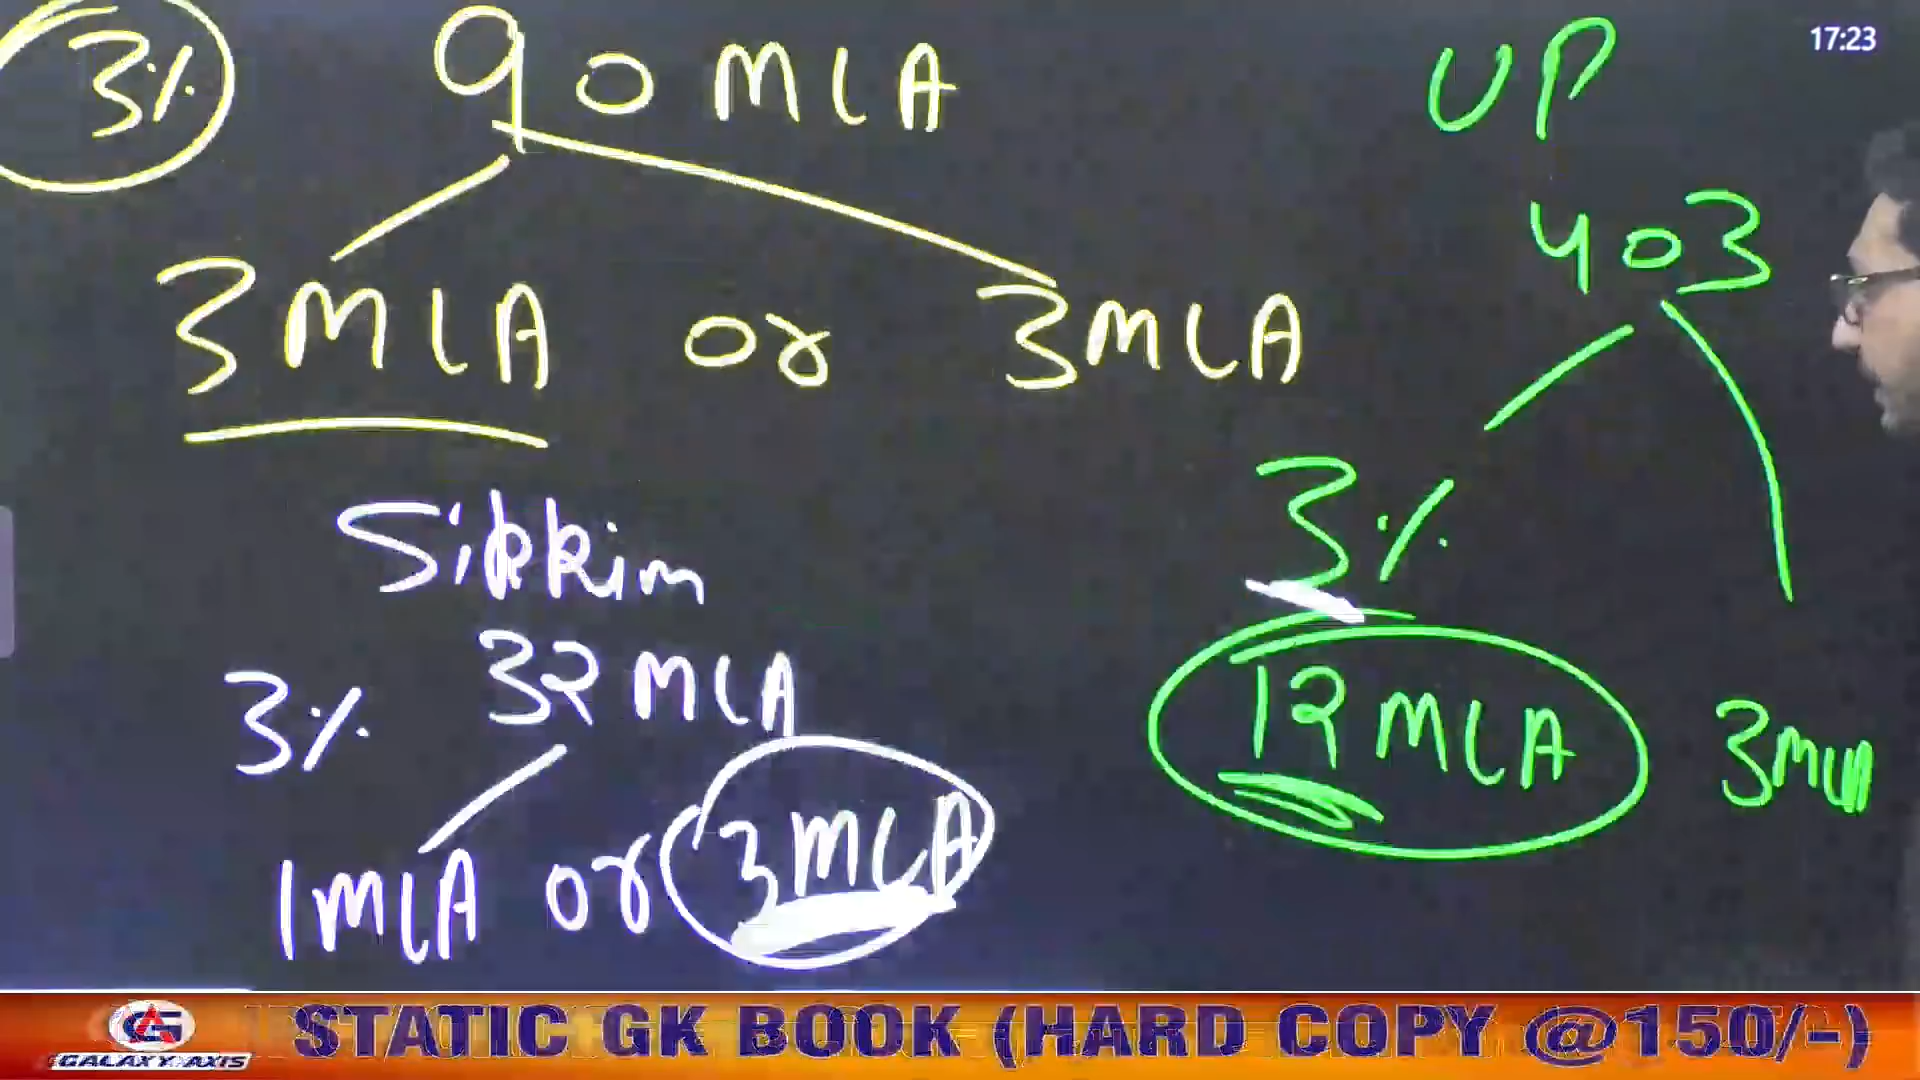 17:23
3%
90 MLA
3 MLA or 3 MLA
UP
403
3%
12 MLA
3 MLA
Sikkim
32 MLA
3%
1 MLA or 3 MLA
GALAXY AXIS
STATIC GK BOOK (HARD COPY @150/-)